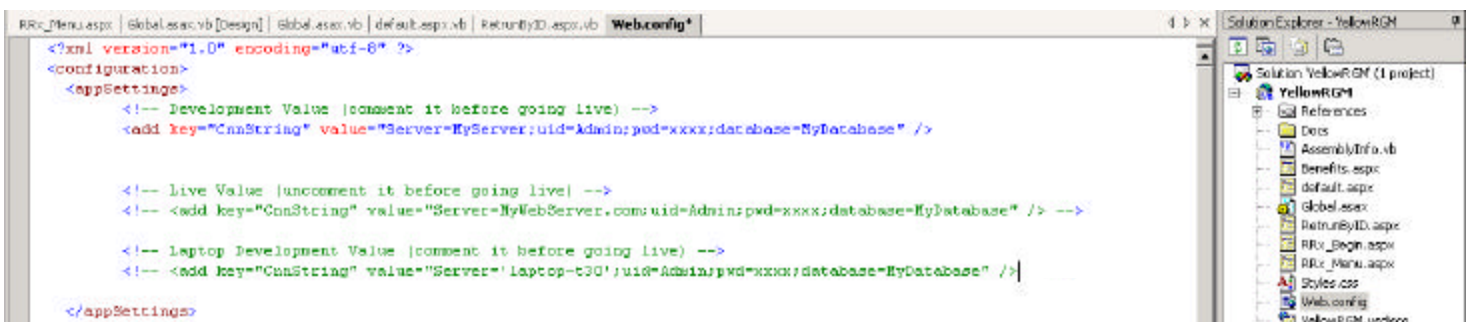 RRx_Menu.aspx | Global.asax.vb [Design] | Global.asax.vb | default.aspx.vb | RetrunByID.aspx.vb Web.config*
<?xml version="1.0" encoding="utf-8" ?>
<configuration>
<appSettings>
<!-- Development Value (comment it before going live) -->
<add key="CnnString" value="Server=MyServer;uid=Admin;pwd=xxxx;database=MyDatabase" />
<!-- Live Value (uncomment it before going live) -->
<!-- <add key="CnnString" value="Server=MyWebServer.com;uid=Admin;pwd=xxxx;database=MyDatabase" /> -->
<!-- Laptop Development Value (comment it before going live) -->
<!-- <add key="CnnString" value="Server='laptop-t30';uid=Admin;pwd=xxxx;database=MyDatabase" />
</appSettings>
Solution Explorer - YellowRGM
Solution 'YellowRGM' (1 project)
YellowRGM
References
Docs
AssemblyInfo.vb
Benefits.aspx
default.aspx
Global.asax
RetrunByID.aspx
RRx_Begin.aspx
RRx_Menu.aspx
Styles.css
Web.config